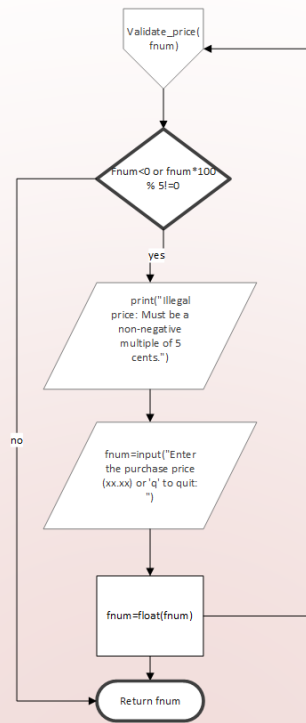 Validate_price(
fnum)
Fnum<0 or fnum*100
% 5!=0
yes
print("Illegal
price: Must be a
non-negative
multiple of 5
cents.")
no
fnum=input("Enter
the purchase price
(xx.xx) or 'q' to quit:
")
fnum=float(fnum)
Return fnum